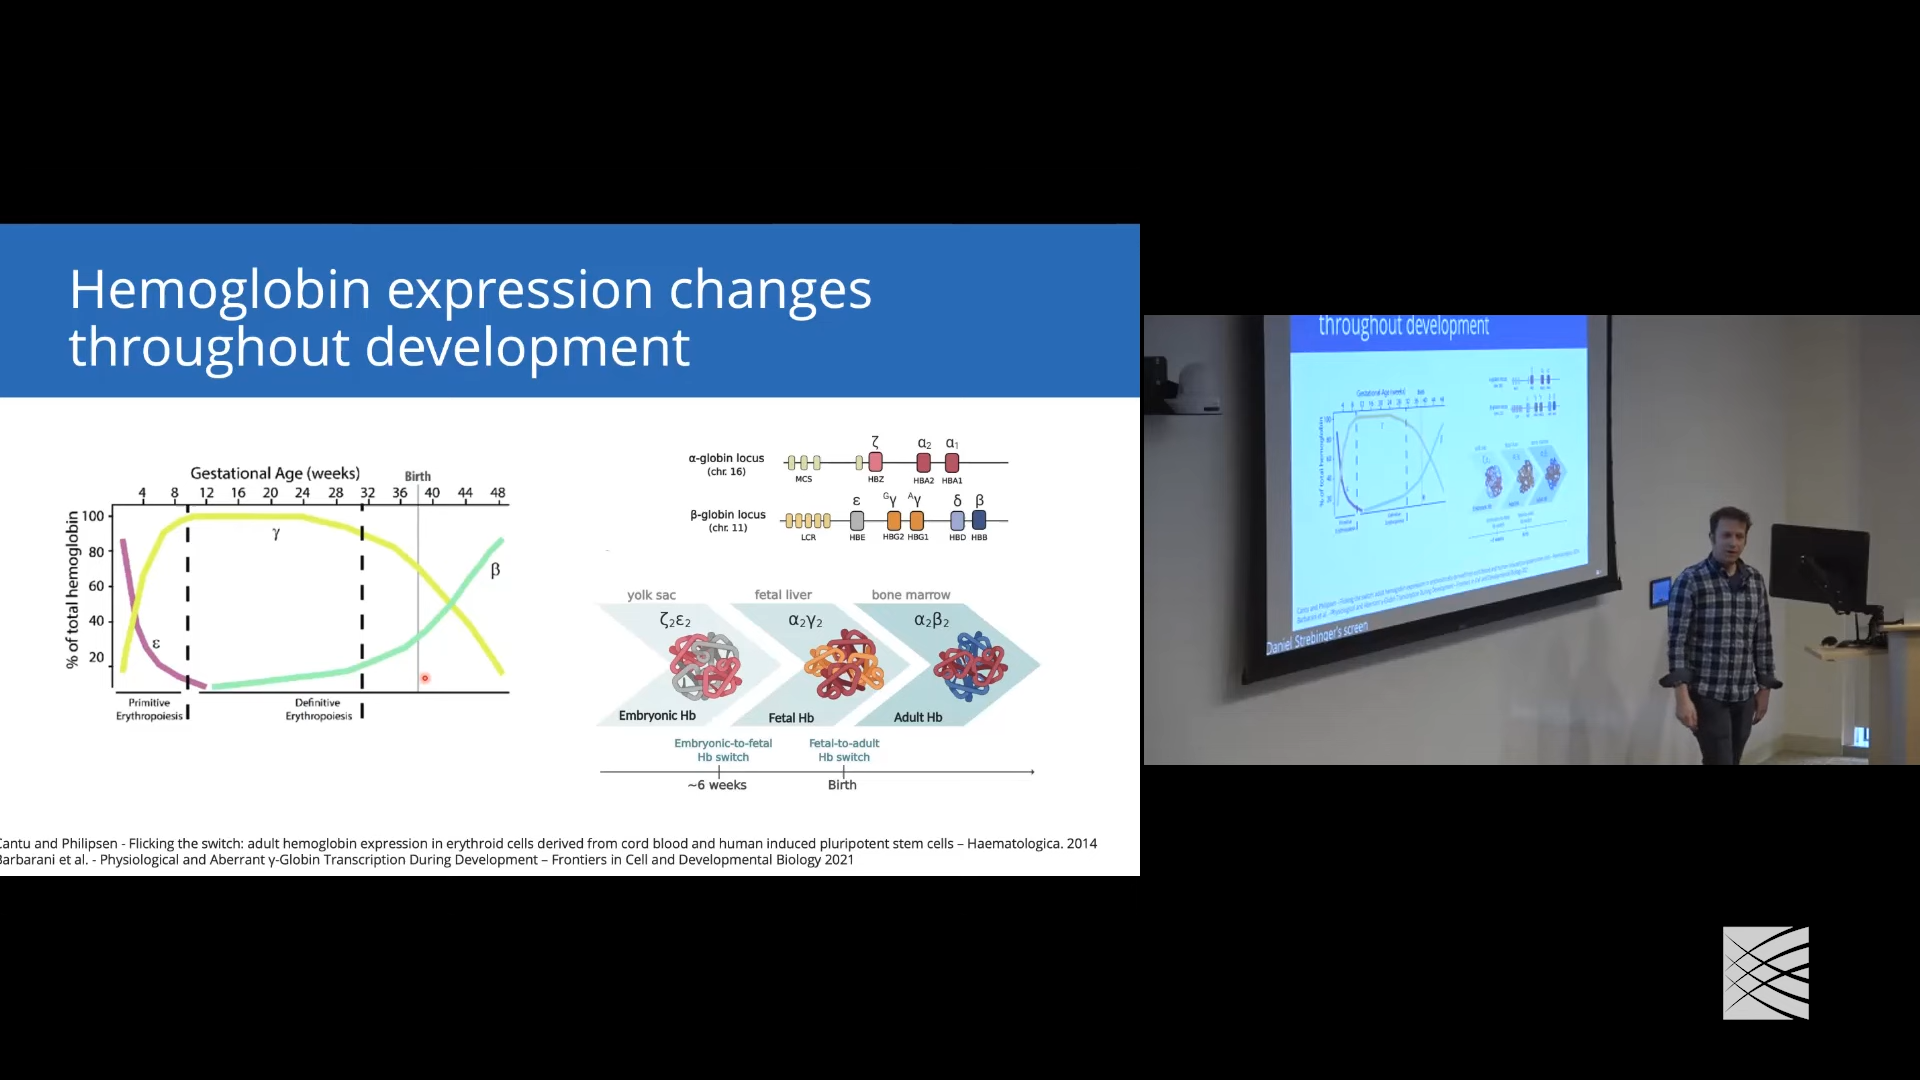 Hemoglobin expression changes
throughout development
Gestational Age (weeks)
Birth
4 8 12 16 20 24 28 32 36 40 44 48
% of total hemoglobin
100
80
60
40
20
γ
β
ε
Primitive
Erythropoiesis
Definitive
Erythropoiesis
α-globin locus
(chr. 16)
ζ α2 α1
MCS HBZ HBA2 HBA1
β-globin locus
(chr. 11)
ε Gγ Aγ δ β
LCR HBE HBG2 HBG1 HBD HBB
yolk sac fetal liver bone marrow
ζ2ε2 α2γ2 α2β2
Embryonic Hb Fetal Hb Adult Hb
Embryonic-to-fetal
Hb switch
Fetal-to-adult
Hb switch
~6 weeks Birth
Cantu and Philipsen - Flicking the switch: adult hemoglobin expression in erythroid cells derived from cord blood and human induced pluripotent stem cells – Haematologica. 2014
Barbarani et al. - Physiological and Aberrant γ-Globin Transcription During Development – Frontiers in Cell and Developmental Biology 2021
throughout development
Gestational Age (weeks)
% of total hemoglobin
Daniel Strebinger's screen